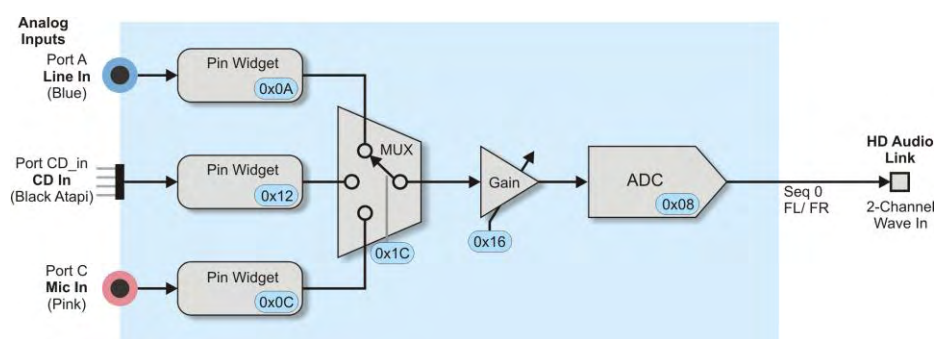 Analog
Inputs
Port A
Line In
(Blue)
Pin Widget
0x0A
Port CD_in
CD In
(Black Atapi)
Pin Widget
0x12
Port C
Mic In
(Pink)
Pin Widget
0x0C
MUX
0x1C
Gain
0x16
ADC
0x08
Seq 0
FL/ FR
HD Audio
Link
2-Channel
Wave In